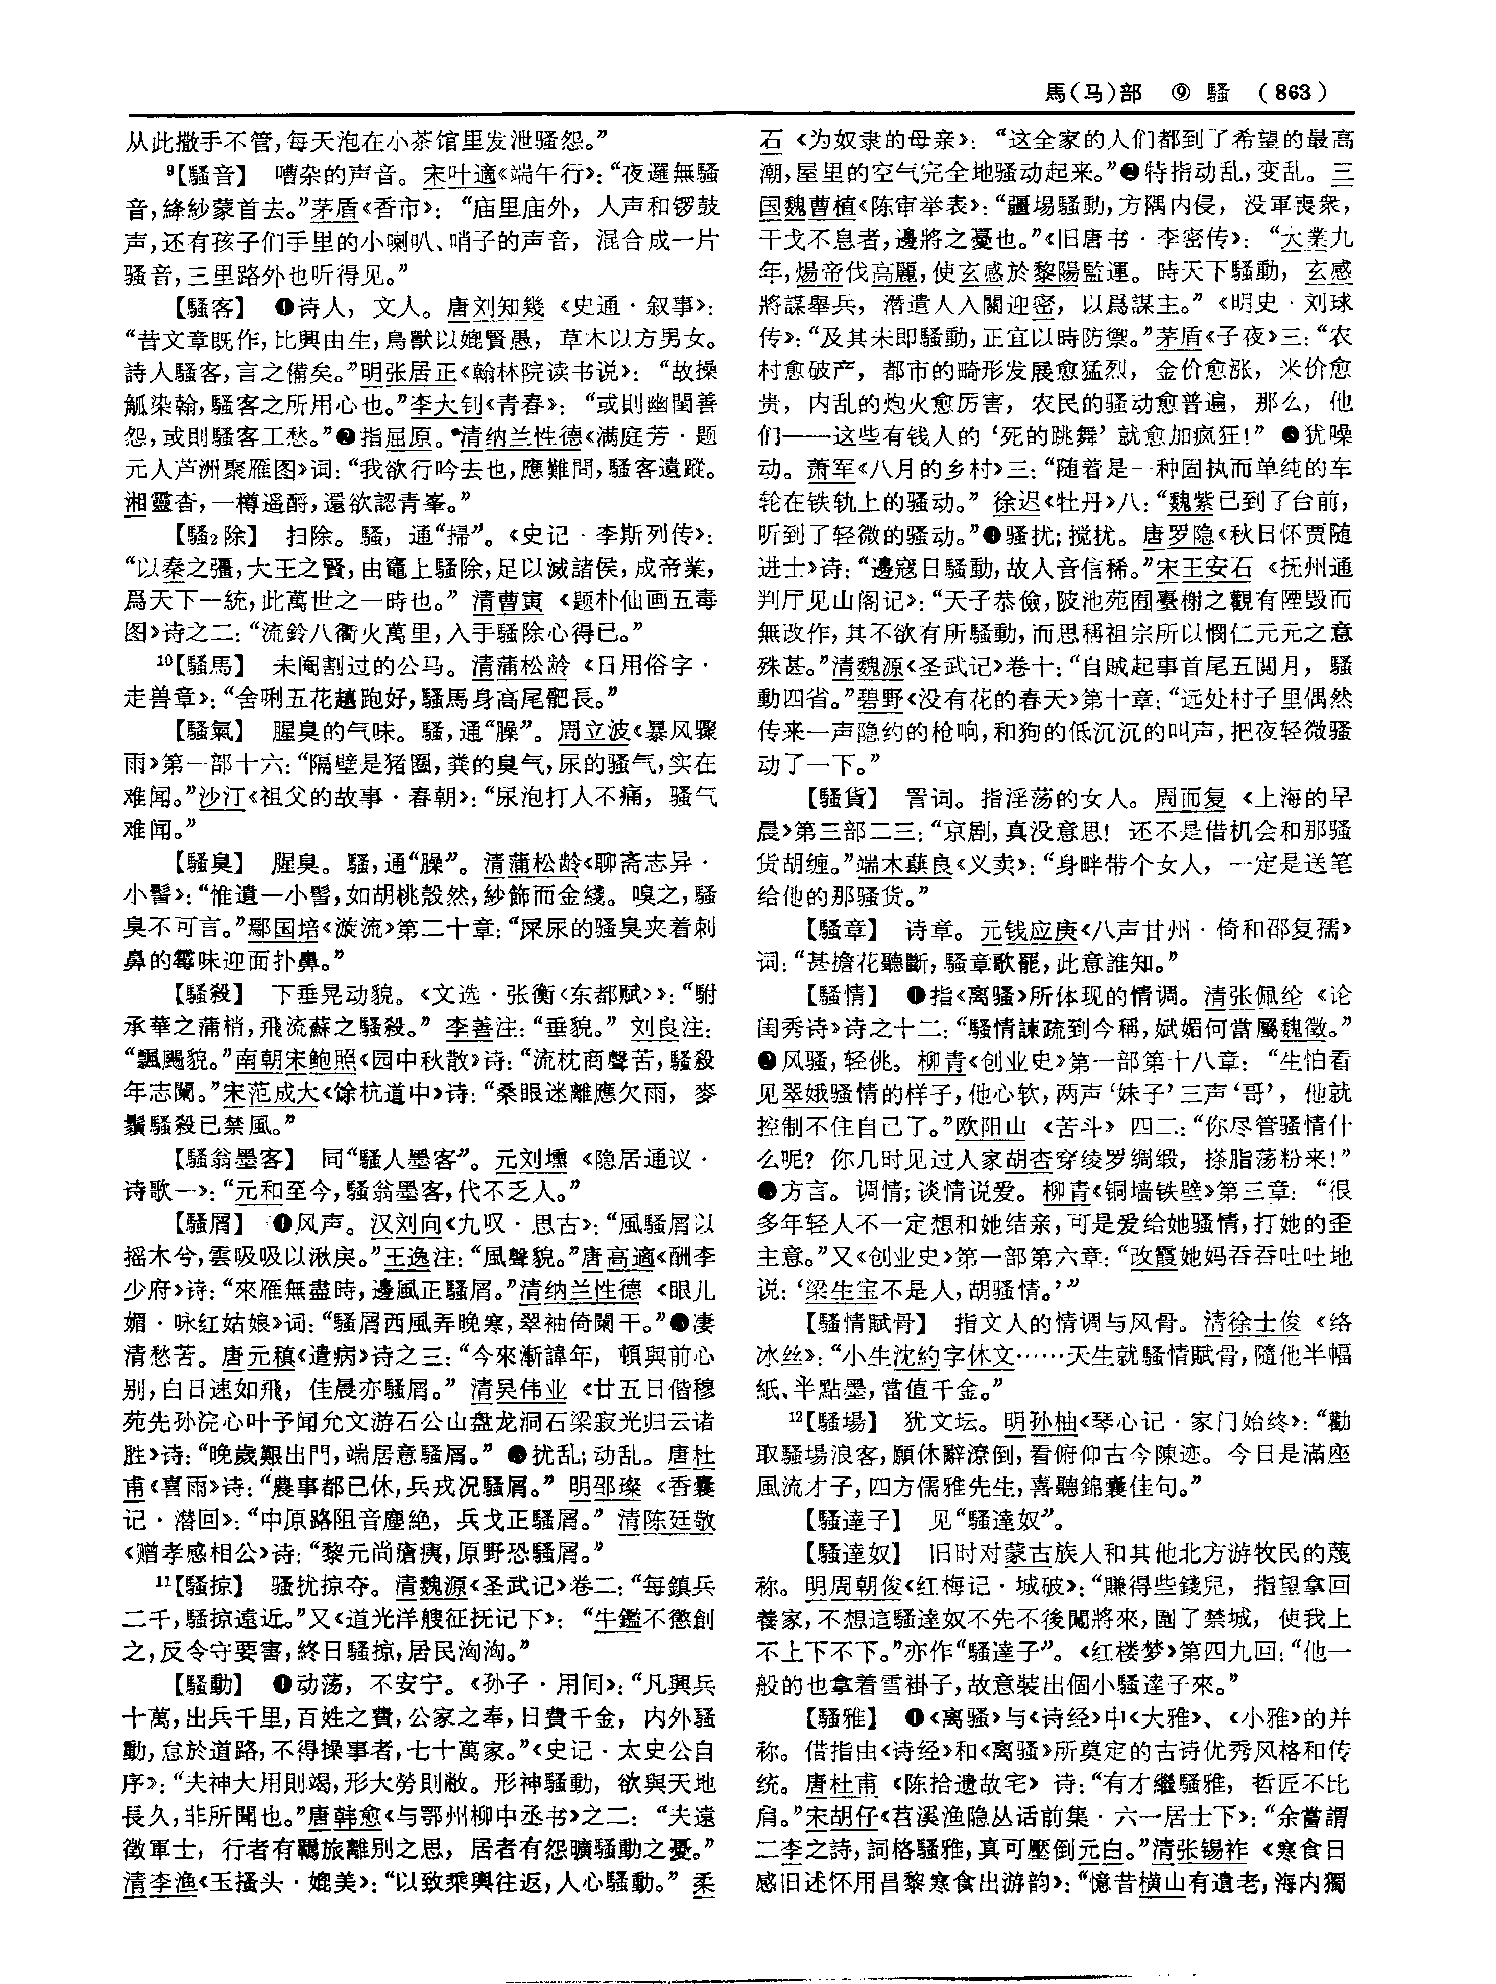 馬(马)部 ⑨ 騷 (863)
从此撒手不管,每天泡在小茶馆里发泄骚怨。”
⁹【騷音】 嘈杂的声音。宋叶適《端午行》:“夜邏無騷
音,絳紗蒙首去。”茅盾《香市》: “庙里庙外, 人声和锣鼓
声,还有孩子们手里的小喇叭、哨子的声音, 混合成一片
骚音,三里路外也听得见。”
【騷客】 ❶诗人, 文人。唐刘知幾 《史通·叙事》:
“昔文章既作,比興由生,鳥獸以媲賢愚, 草木以方男女。
詩人騷客,言之備矣。”明张居正《翰林院读书说》: “故操
觚染翰,騷客之所用心也。”李大钊《青春》: “或則幽閨善
怨,或則騷客工愁。”❷指屈原。清纳兰性德《满庭芳·题
元人芦洲聚雁图》词:“我欲行吟去也,應難問,騷客遺蹤。
湘靈杳,一樽遥酹,還欲認青峯。”
【騷₂除】 扫除。騷, 通“掃”。《史记·李斯列传》:
“以秦之彊,大王之賢,由竈上騷除,足以滅諸侯,成帝業,
爲天下一統,此萬世之一時也。” 清曹寅 《题朴仙画五毒
图》诗之二:“流鈴八衢火萬里,入手騷除心得已。”
¹⁰【騷馬】 未阉割过的公马。清蒲松龄 《日用俗字·
走兽章》:“舍唎五花越跑好,騷馬身高尾靶長。”
【騷氣】 腥臭的气味。騷,通“臊”。周立波《暴风骤
雨》第一部十六:“隔壁是猪圈,粪的臭气,尿的骚气,实在
难闻。”沙汀《祖父的故事·春朝》:“尿泡打人不痛, 骚气
难闻。”
【騷臭】 腥臭。騷,通“臊”。清蒲松龄《聊斋志异·
小髻》:“惟遺一小髻,如胡桃殼然,紗飾而金綫。嗅之,騷
臭不可言。”鄢国培《漩流》第二十章:“屎尿的骚臭夹着刺
鼻的霉味迎面扑鼻。”
【騷殺】 下垂晃动貌。《文选·张衡〈东都赋〉》:“駙
承華之蒲梢,飛流蘇之騷殺。” 李善注:“垂貌。” 刘良注:
“飄颺貌。”南朝宋鲍照《园中秋散》诗:“流枕商聲苦,騷殺
年志闌。”宋范成大《馀杭道中》诗:“桑眼迷離應欠雨, 麥
鬚騷殺已禁風。”
【騷翁墨客】 同“騷人墨客”。元刘壎 《隐居通议·
诗歌一》:“元和至今,騷翁墨客,代不乏人。”
【騷屑】 ❶风声。汉刘向《九叹·思古》:“風騷屑以
摇木兮,雲吸吸以湫戾。”王逸注:“風聲貌。”唐高適《酬李
少府》诗:“來雁無盡時,邊風正騷屑。”清纳兰性德 《眼儿
媚·咏红姑娘》词:“騷屑西風弄晚寒,翠袖倚闌干。”❷凄
清愁苦。唐元稹《遣病》诗之三:“今來漸諱年, 頓與前心
别,白日速如飛, 佳晨亦騷屑。” 清吴伟业 《廿五日偕穆
苑先孙浣心叶子闻允文游石公山盘龙洞石梁寂光归云诸
胜》诗:“晚歲艱出門,端居意騷屑。” ❸扰乱;动乱。唐杜
甫《喜雨》诗:“農事都已休,兵戎况騷屑。” 明邵璨 《香囊
记·潜回》:“中原路阻音塵絶, 兵戈正騷屑。” 清陈廷敬
《赠孝感相公》诗:“黎元尚瘡痍,原野恐騷屑。”
¹¹【騷掠】 骚扰掠夺。清魏源《圣武记》卷二:“每鎮兵
二千,騷掠遠近。”又《道光洋艘征抚记下》: “牛鑑不懲創
之,反令守要害,終日騷掠,居民洶洶。”
【騷動】 ❶动荡, 不安宁。《孙子·用间》:“凡興兵
十萬,出兵千里,百姓之費,公家之奉,日費千金, 内外騷
動,怠於道路,不得操事者,七十萬家。”《史记·太史公自
序》:“夫神大用則竭,形大勞則敝。形神騷動, 欲與天地
長久,非所聞也。”唐韩愈《与鄂州柳中丞书》之二: “夫遠
徵軍士, 行者有羈旅離别之思, 居者有怨曠騷動之憂。”
清李渔《玉搔头·媲美》:“以致乘輿往返,人心騷動。” 柔
石 《为奴隶的母亲》: “这全家的人们都到了希望的最高
潮,屋里的空气完全地骚动起来。”❷特指动乱,变乱。三
国魏曹植《陈审举表》:“疆埸騷動,方隅内侵, 没軍喪衆,
干戈不息者,邊將之憂也。”《旧唐书·李密传》: “大業九
年,煬帝伐高麗,使玄感於黎陽監運。時天下騷動, 玄感
將謀舉兵, 潛遣人入關迎密, 以爲謀主。”《明史·刘球
传》:“及其未即騷動,正宜以時防禦。”茅盾《子夜》三:“农
村愈破产, 都市的畸形发展愈猛烈, 金价愈涨, 米价愈
贵, 内乱的炮火愈厉害, 农民的骚动愈普遍, 那么, 他
们——这些有钱人的 ‘死的跳舞’ 就愈加疯狂!” ❸犹噪
动。萧军《八月的乡村》三:“随着是一种固执而单纯的车
轮在铁轨上的骚动。” 徐迟《牡丹》八:“魏紫已到了台前,
听到了轻微的骚动。”❹骚扰;搅扰。唐罗隐《秋日怀贾随
进士》诗:“邊寇日騷動,故人音信稀。”宋王安石 《抚州通
判厅见山阁记》:“天子恭儉,陂池苑囿臺榭之觀有陻毁而
無改作,其不欲有所騷動,而思稱祖宗所以憫仁元元之意
殊甚。”清魏源《圣武记》卷十:“自賊起事首尾五閲月, 騷
動四省。”碧野《没有花的春天》第十章:“远处村子里偶然
传来一声隐约的枪响,和狗的低沉沉的叫声,把夜轻微骚
动了一下。”
【騷貨】 詈词。指淫荡的女人。周而复 《上海的早
晨》第三部二三:“京剧,真没意思! 还不是借机会和那骚
货胡缠。”端木蕻良《义卖》:“身畔带个女人, 一定是送笔
给他的那骚货。”
【騷章】 诗章。元钱应庚《八声甘州·倚和邵复孺》
词:“甚擔花聽斷,騷章歌罷,此意誰知。”
【騷情】 ❶指《离骚》所体现的情调。清张佩纶 《论
闺秀诗》诗之十二:“騷情諫疏到今稱,斌媚何當屬魏徵。”
❷风骚,轻佻。柳青《创业史》第一部第十八章: “生怕看
见翠娥骚情的样子,他心软,两声‘妹子’三声‘哥’, 他就
控制不住自己了。”欧阳山 《苦斗》 四二:“你尽管骚情什
么呢? 你几时见过人家胡杏穿绫罗绸缎, 搽脂荡粉来!”
❸方言。调情;谈情说爱。柳青《铜墙铁壁》第三章: “很
多年轻人不一定想和她结亲,可是爱给她骚情,打她的歪
主意。”又《创业史》第一部第六章:“改霞她妈吞吞吐吐地
说:‘梁生宝不是人,胡骚情。’”
【騷情賦骨】 指文人的情调与风骨。清徐士俊 《络
冰丝》:“小生沈約字休文……天生就騷情賦骨,隨他半幅
紙、半點墨,當值千金。”
¹²【騷場】 犹文坛。明孙柚《琴心记·家门始终》:“勸
取騷場浪客,願休辭潦倒,看俯仰古今陳迹。今日是滿座
風流才子,四方儒雅先生,喜聽錦囊佳句。”
【騷達子】 见“騷達奴”。
【騷達奴】 旧时对蒙古族人和其他北方游牧民的蔑
称。明周朝俊《红梅记·城破》:“賺得些錢兒, 指望拿回
養家,不想這騷達奴不先不後闖將來,圍了禁城, 使我上
不上下不下。”亦作“騷達子”。《红楼梦》第四九回:“他一
般的也拿着雪褂子,故意裝出個小騷達子來。”
【騷雅】 ❶《离骚》与《诗经》中《大雅》、《小雅》的并
称。借指由《诗经》和《离骚》所奠定的古诗优秀风格和传
统。唐杜甫 《陈拾遗故宅》 诗:“有才繼騷雅, 哲匠不比
肩。”宋胡仔《苕溪渔隐丛话前集·六一居士下》:“余嘗謂
二李之詩,詞格騷雅,真可壓倒元白。”清张锡祚 《寒食日
感旧述怀用昌黎寒食出游韵》:“憶昔横山有遺老,海内獨